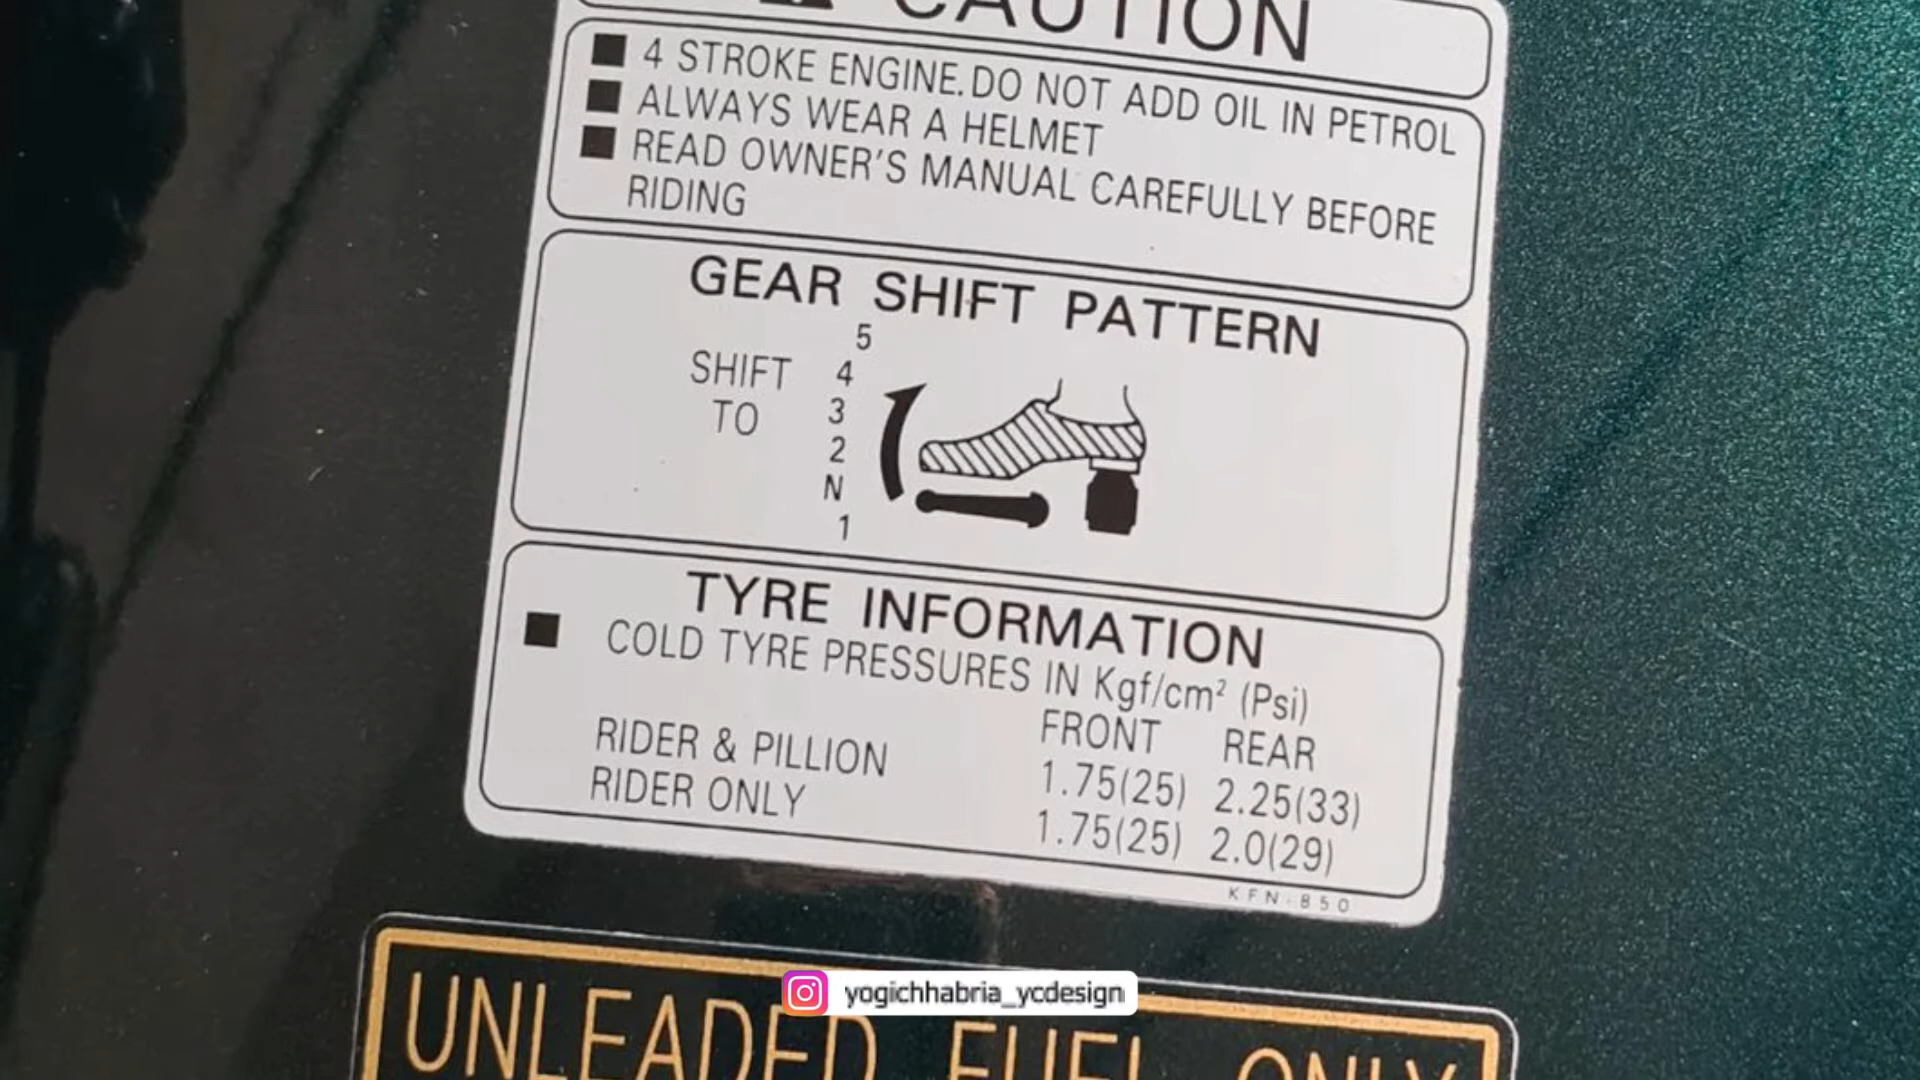 CAUTION
■ 4 STROKE ENGINE. DO NOT ADD OIL IN PETROL
■ ALWAYS WEAR A HELMET
■ READ OWNER'S MANUAL CAREFULLY BEFORE
RIDING
GEAR SHIFT PATTERN
5
SHIFT 4
TO 3
2
N
1
TYRE INFORMATION
■ COLD TYRE PRESSURES IN Kgf/cm² (Psi)
FRONT REAR
RIDER & PILLION 1.75(25) 2.25(33)
RIDER ONLY 1.75(25) 2.0(29)
KFN-850
UNLEADED FUEL ONLY
yogichhabria_ycdesign